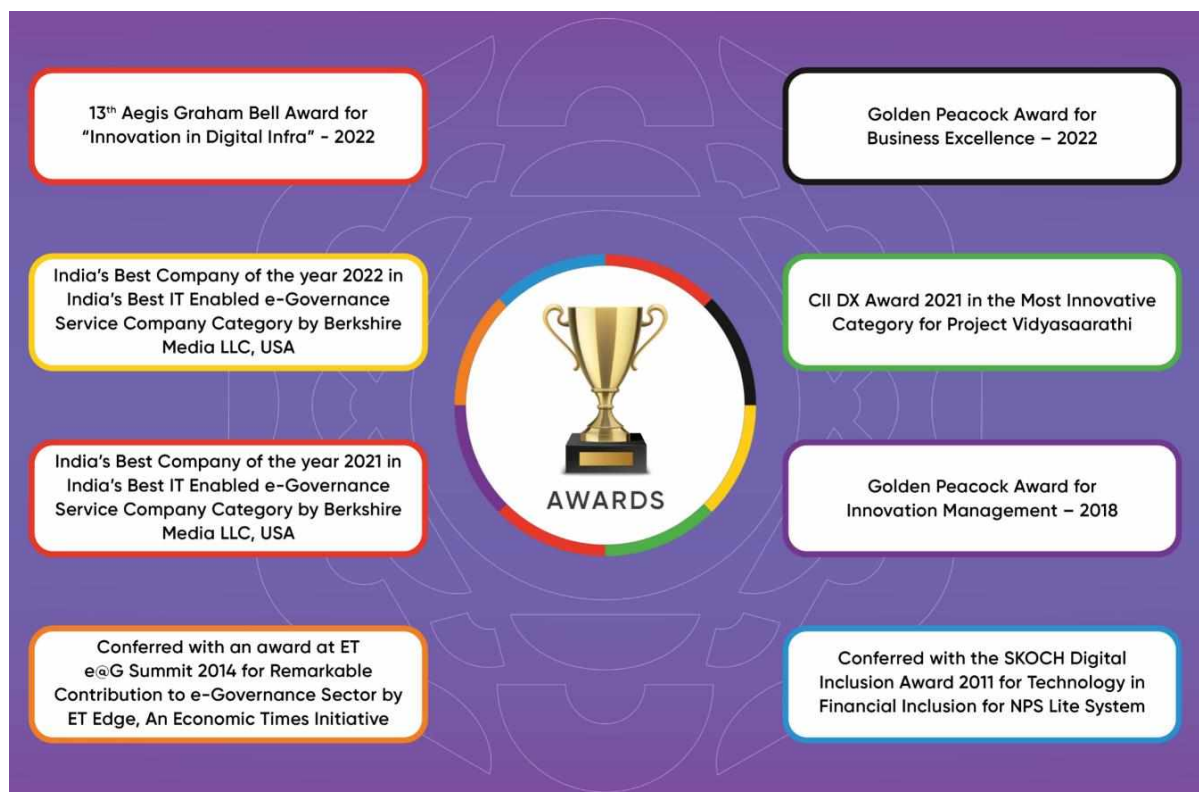 13th Aegis Graham Bell Award for
“Innovation in Digital Infra” - 2022
Golden Peacock Award for
Business Excellence – 2022
India’s Best Company of the year 2022 in
India’s Best IT Enabled e-Governance
Service Company Category by Berkshire
Media LLC, USA
CII DX Award 2021 in the Most Innovative
Category for Project Vidyasaarathi
AWARDS
India’s Best Company of the year 2021 in
India’s Best IT Enabled e-Governance
Service Company Category by Berkshire
Media LLC, USA
Golden Peacock Award for
Innovation Management – 2018
Conferred with an award at ET
e@G Summit 2014 for Remarkable
Contribution to e-Governance Sector by
ET Edge, An Economic Times Initiative
Conferred with the SKOCH Digital
Inclusion Award 2011 for Technology in
Financial Inclusion for NPS Lite System